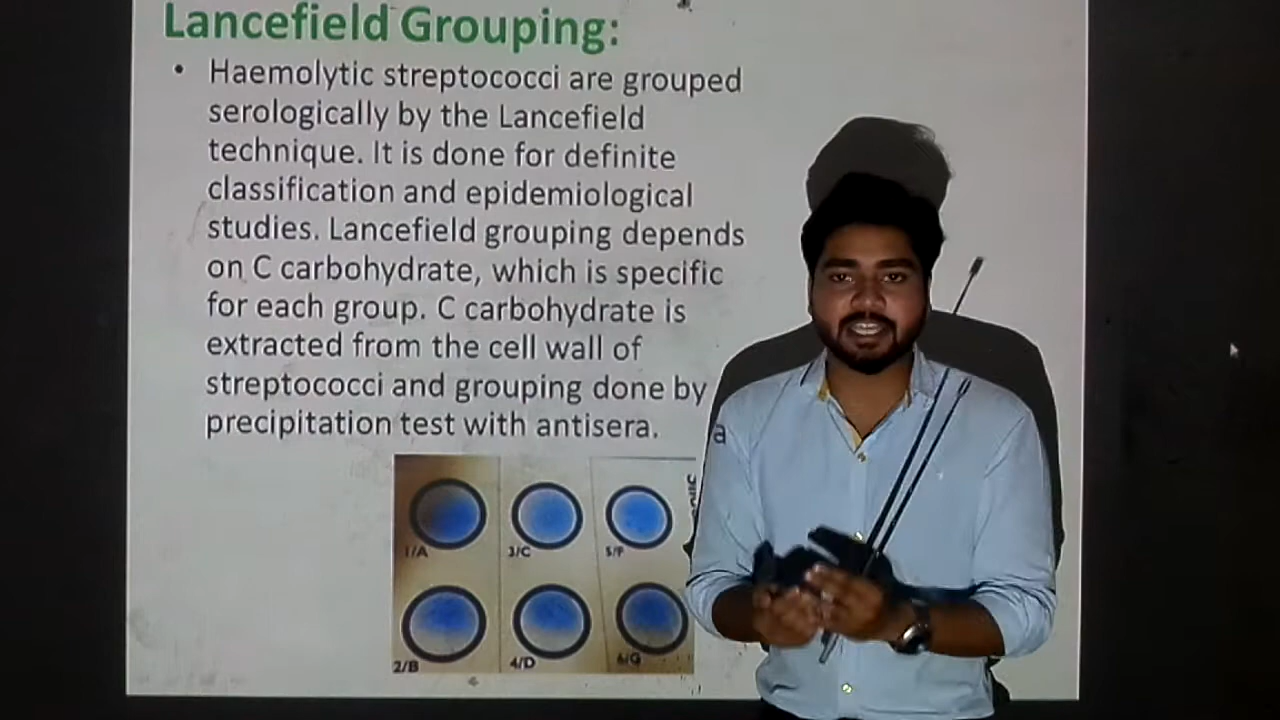 Lancefield Grouping:
• Haemolytic streptococci are grouped
serologically by the Lancefield
technique. It is done for definite
classification and epidemiological
studies. Lancefield grouping depends
on C carbohydrate, which is specific
for each group. C carbohydrate is
extracted from the cell wall of
streptococci and grouping done by
precipitation test with antisera.
a
1/A 3/C 5/F
2/B 4/D 6/G